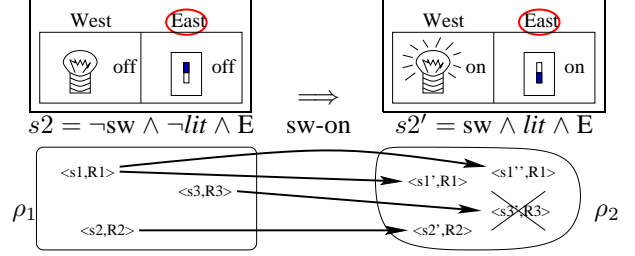 West East West East
off off on on
⟹
s2 = ¬sw ∧ ¬lit ∧ E sw-on s2' = sw ∧ lit ∧ E
<s1,R1> <s1'',R1>
<s1',R1>
<s3,R3>
ρ1 <s3',R3> ρ2
<s2,R2> <s2',R2>